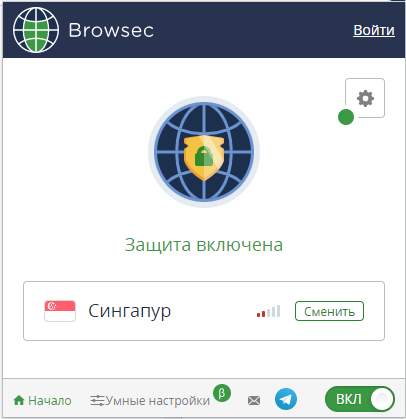 Browsec
Войти
Защита включена
Сингапур
Сменить
Начало
Умные настройки β
ВКЛ